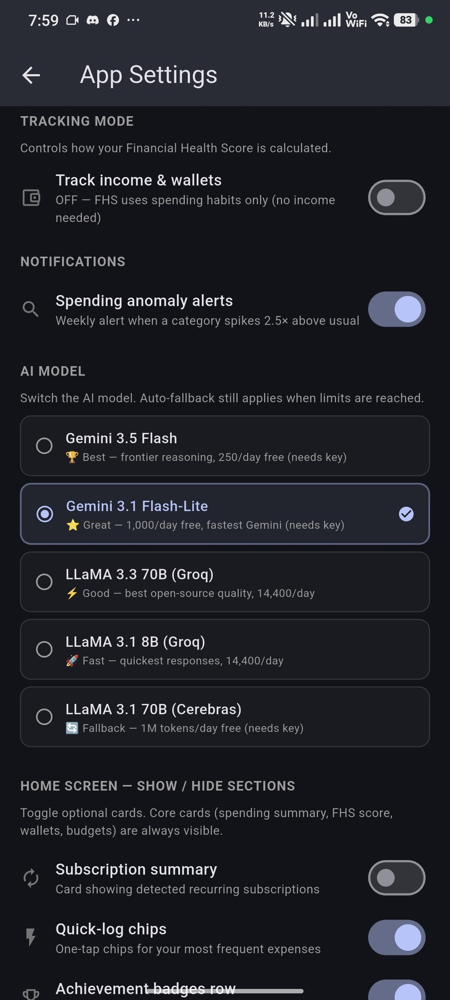 7:59
11.2
KB/s
Vo
WiFi
83
App Settings
TRACKING MODE
Controls how your Financial Health Score is calculated.
Track income & wallets
OFF — FHS uses spending habits only (no income
needed)
NOTIFICATIONS
Spending anomaly alerts
Weekly alert when a category spikes 2.5× above usual
AI MODEL
Switch the AI model. Auto-fallback still applies when limits are reached.
Gemini 3.5 Flash
🏆 Best — frontier reasoning, 250/day free (needs key)
Gemini 3.1 Flash-Lite
⭐ Great — 1,000/day free, fastest Gemini (needs key)
LLaMA 3.3 70B (Groq)
⚡ Good — best open-source quality, 14,400/day
LLaMA 3.1 8B (Groq)
🚀 Fast — quickest responses, 14,400/day
LLaMA 3.1 70B (Cerebras)
🔄 Fallback — 1M tokens/day free (needs key)
HOME SCREEN — SHOW / HIDE SECTIONS
Toggle optional cards. Core cards (spending summary, FHS score,
wallets, budgets) are always visible.
Subscription summary
Card showing detected recurring subscriptions
Quick-log chips
One-tap chips for your most frequent expenses
Achievement badges row